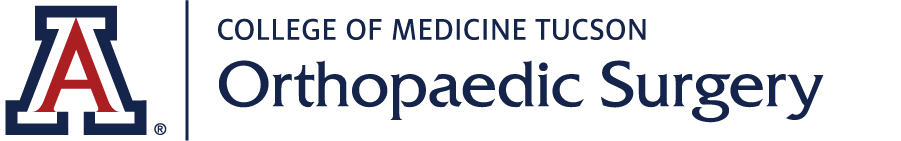 A®
COLLEGE OF MEDICINE TUCSON
Orthopaedic Surgery